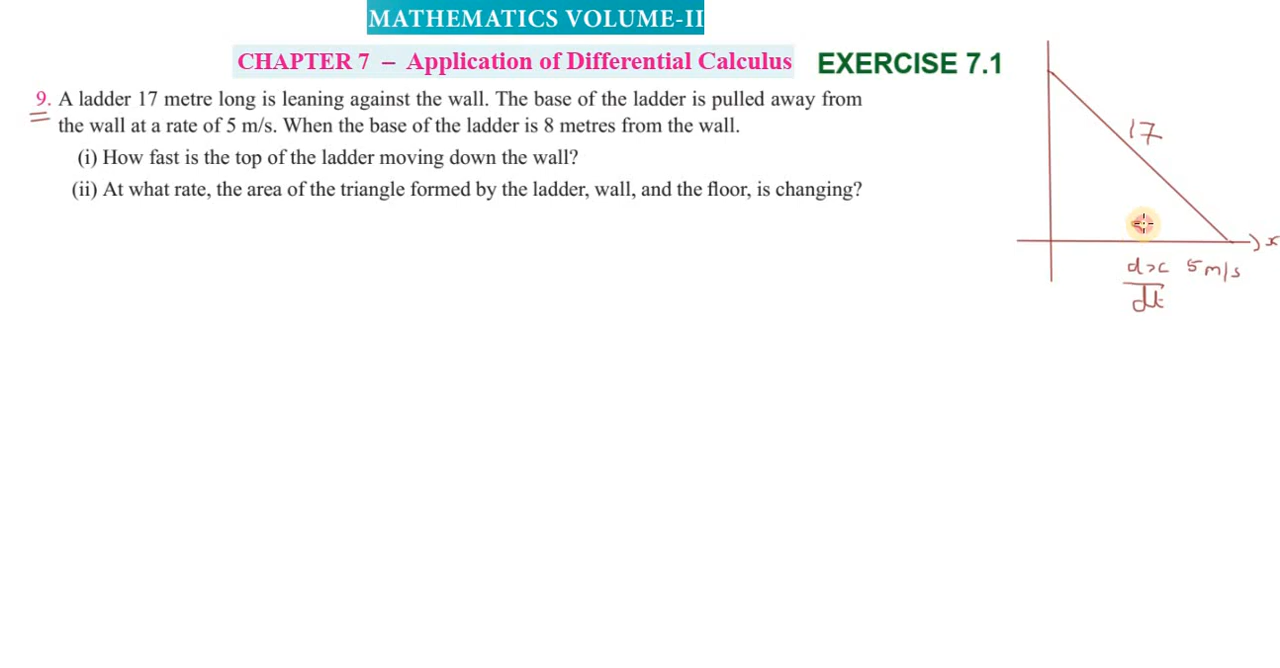 MATHEMATICS VOLUME-II
CHAPTER 7 – Application of Differential Calculus EXERCISE 7.1
9. A ladder 17 metre long is leaning against the wall. The base of the ladder is pulled away from
the wall at a rate of 5 m/s. When the base of the ladder is 8 metres from the wall.
(i) How fast is the top of the ladder moving down the wall?
(ii) At what rate, the area of the triangle formed by the ladder, wall, and the floor, is changing?
17
x
dx 5 m/s
dt